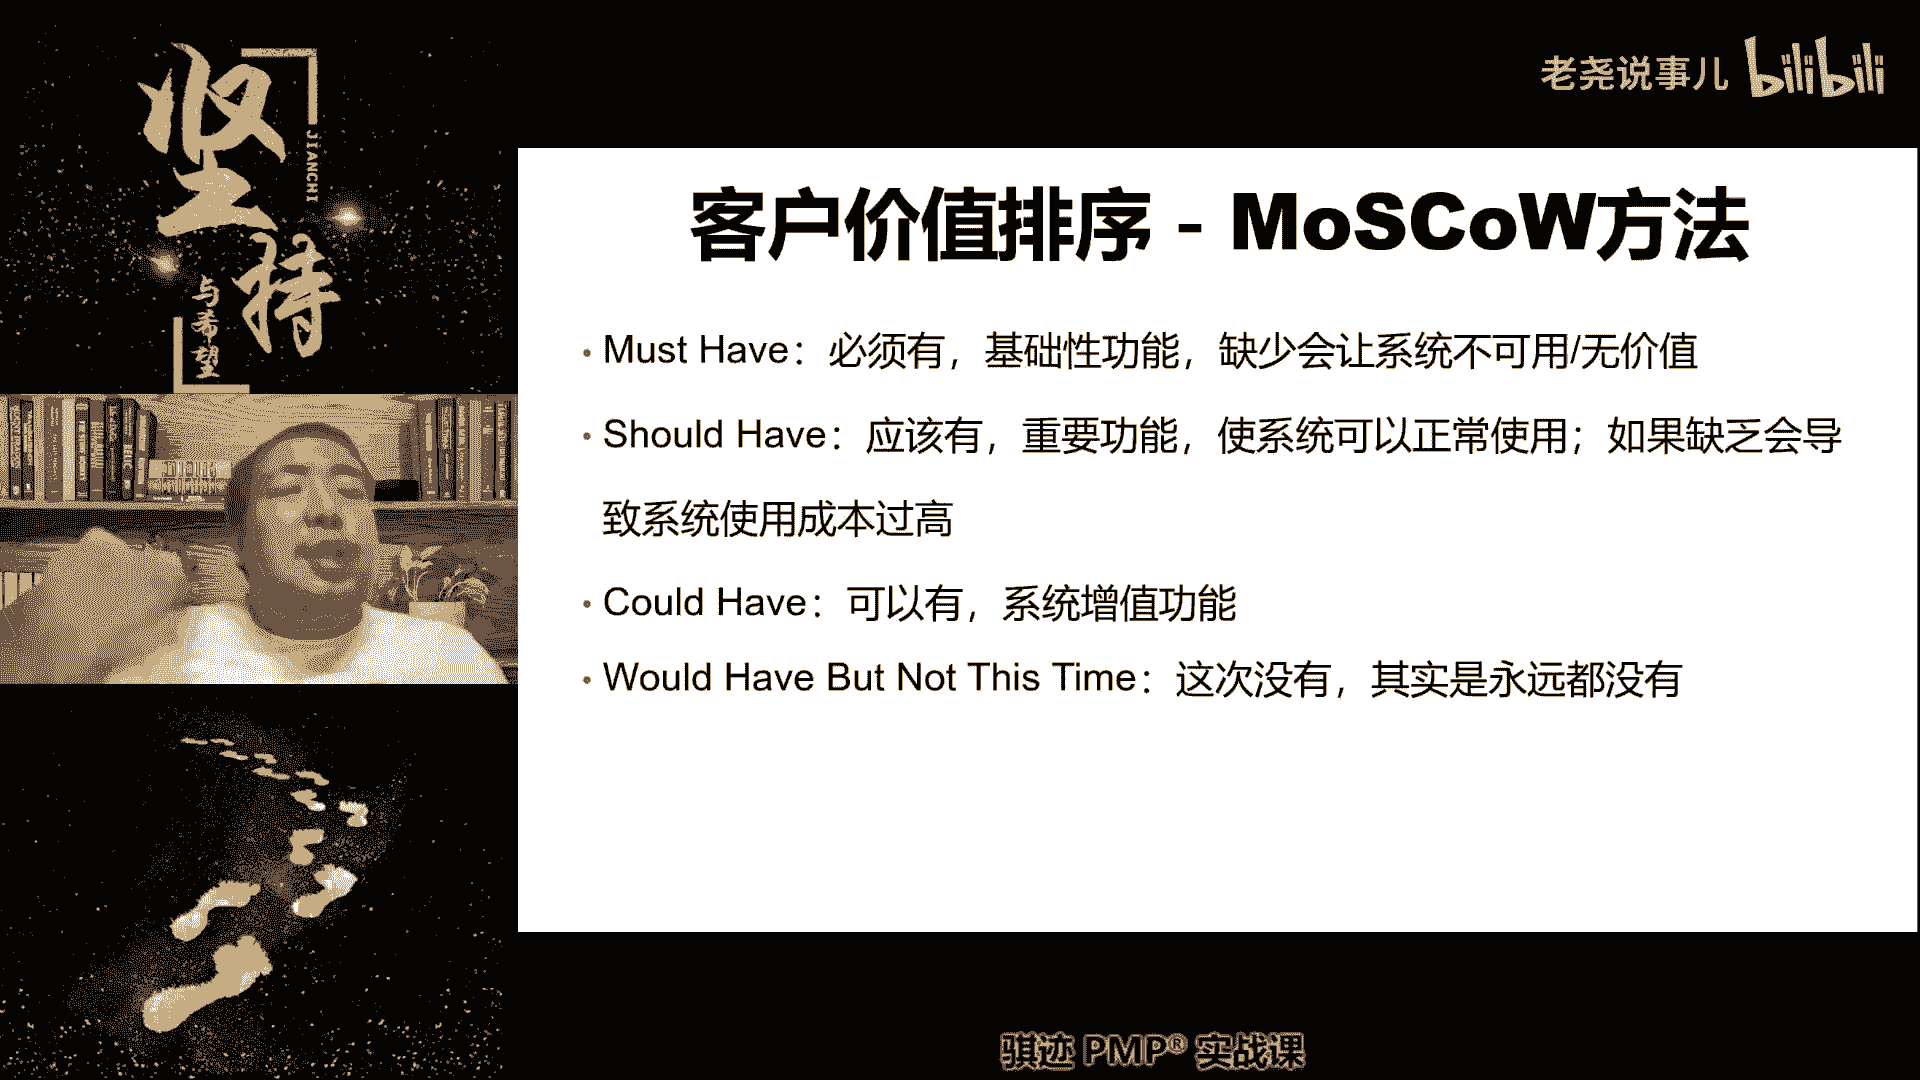 坚持
JIANCHI
与希望
老尧说事儿 bilibili
客户价值排序 - MoSCoW方法
• Must Have：必须有，基础性功能，缺少会让系统不可用/无价值
• Should Have：应该有，重要功能，使系统可以正常使用；如果缺乏会导
致系统使用成本过高
• Could Have：可以有，系统增值功能
• Would Have But Not This Time：这次没有，其实是永远都没有
骐迹 PMP® 实战课